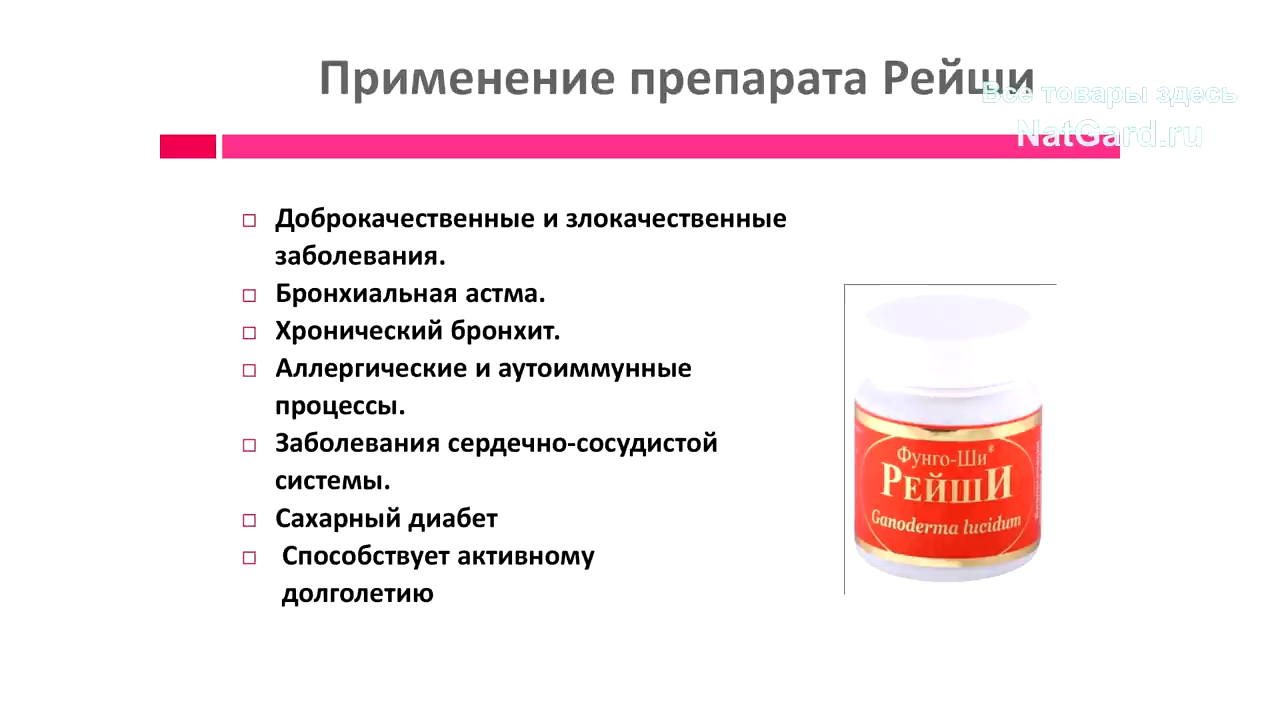 Применение препарата Рейши
Все товары здесь
NatGard.ru
Доброкачественные и злокачественные
заболевания.
Бронхиальная астма.
Хронический бронхит.
Аллергические и аутоиммунные
процессы.
Заболевания сердечно-сосудистой
системы.
Сахарный диабет
Способствует активному
долголетию
Фунго-Ши®
РЕЙШИ
Ganoderma lucidum